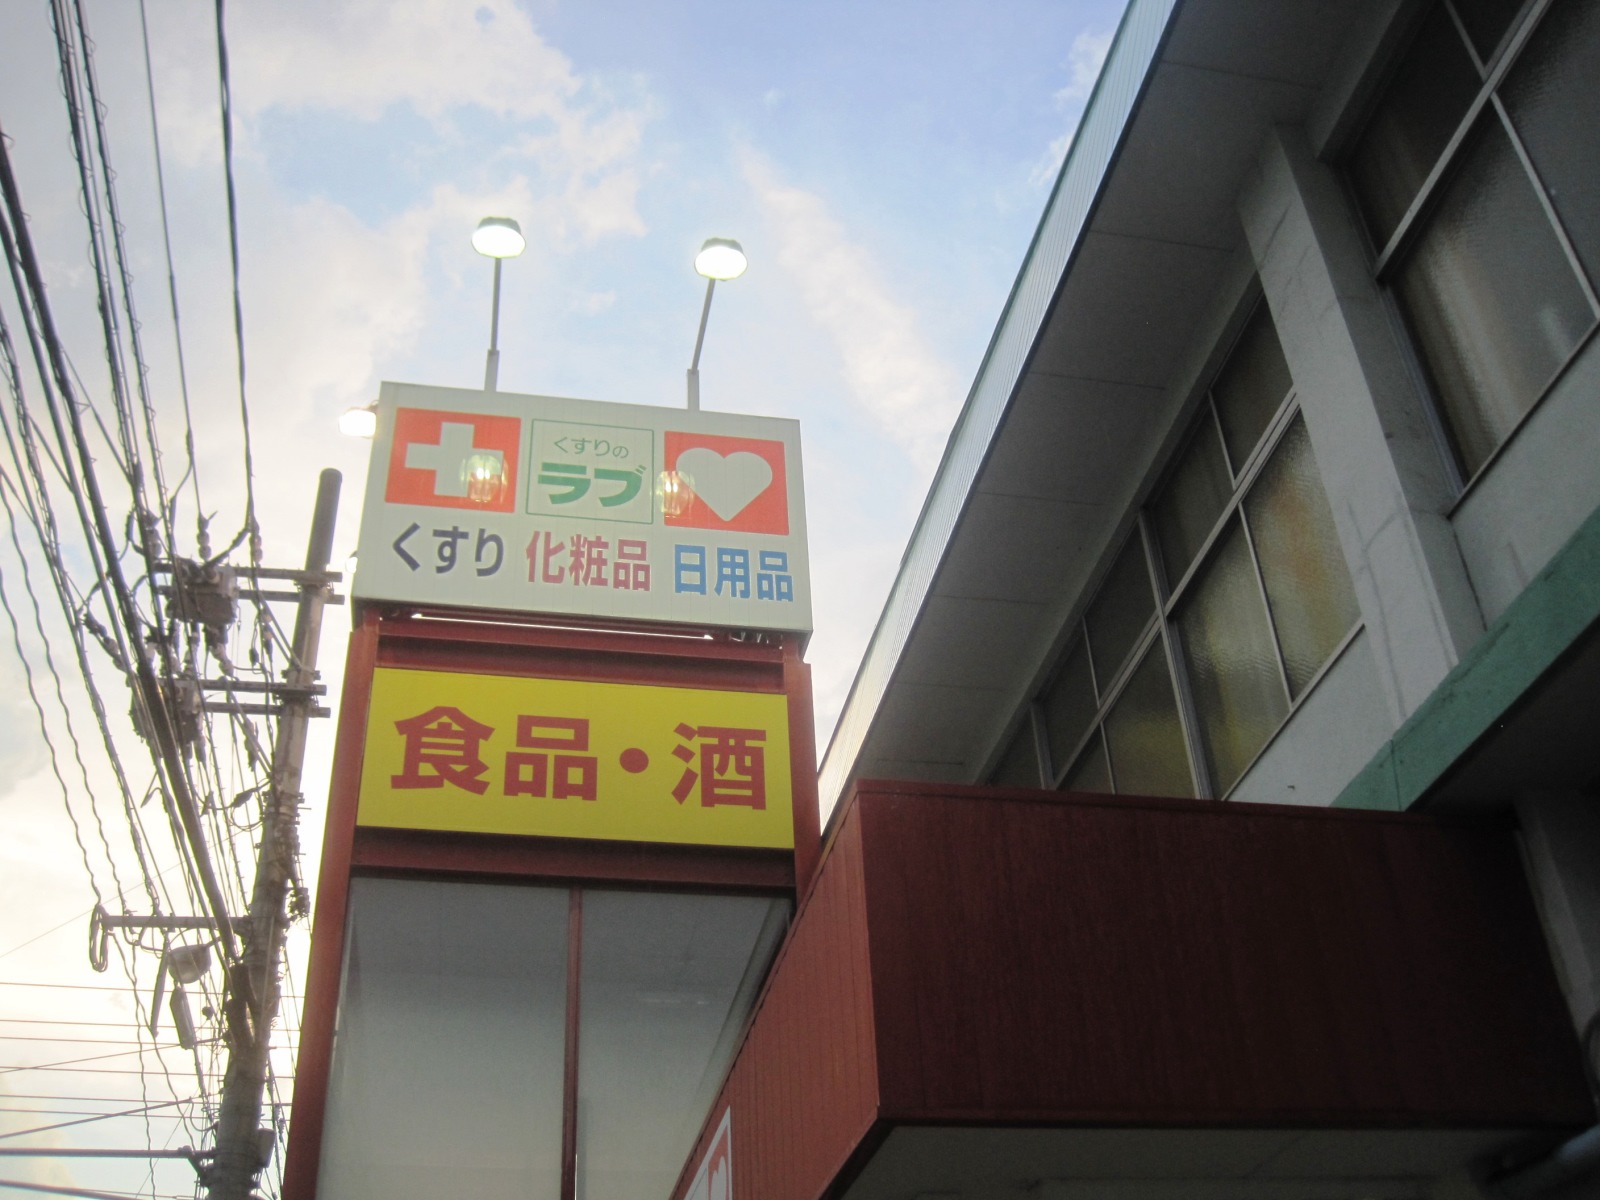 くすりの
ラブ
くすり 化粧品 日用品
食品・酒